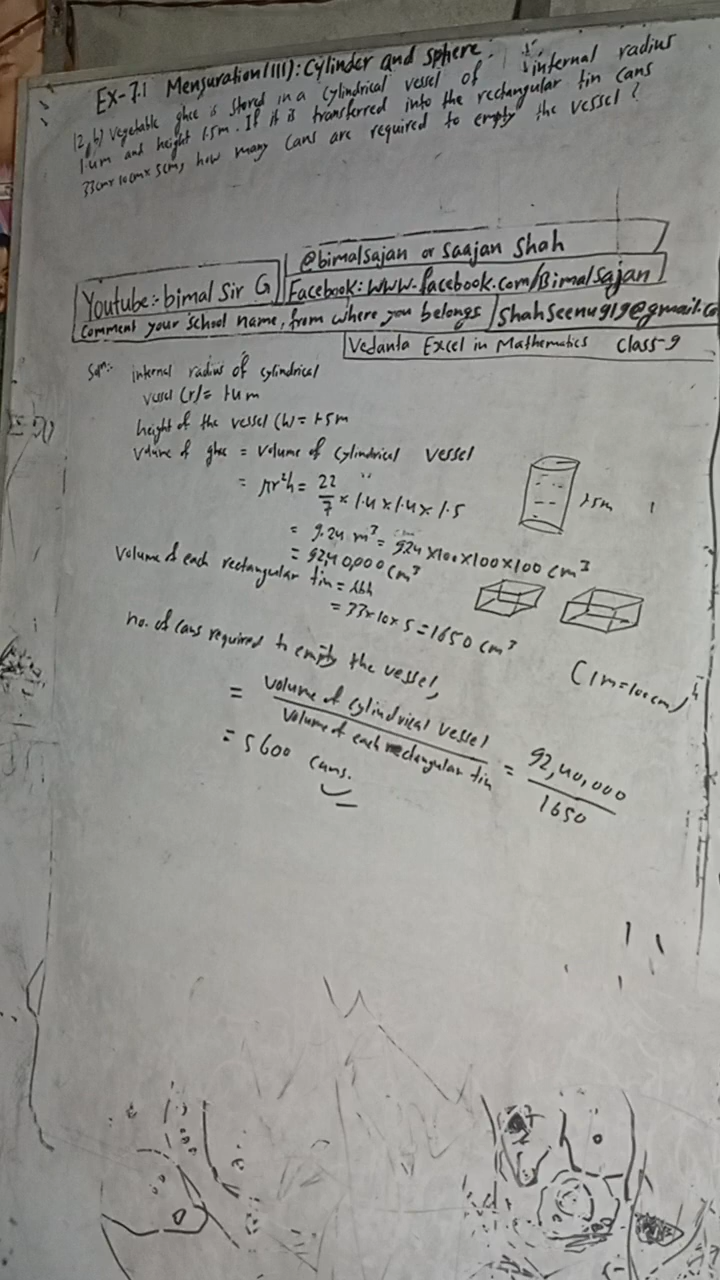 Ex-7.1 Mensuration(III): Cylinder and sphere:
12, b) Vegetable ghee is stored in a cylindrical vessel of internal radius
1.4m and height 1.5m. If it is transferred into the rectangular tin cans
33cm×10cm×5cm, how many cans are required to empty the vessel?
@bimalsajan or saajan shah
Youtube:- bimal Sir G
Facebook: www.facebook.com/Bimalsajan
comment your school name, from where you belongs
shahseenu919@gmail.co
Vedanta Excel in Mathematics class-9
Solⁿ:- internal radius of cylindrical
vessel (r)= 1.4m
height of the vessel (h) = 1.5m
volume of ghee = volume of cylindrical vessel
= πr²h = 22/7 × 1.4 × 1.4 × 1.5
1.5m
= 9.24 m³ = 9.24 ×100×100×100 cm³
= 92,40,000 cm³
Volume of each rectangular tin = lbh
= 33×10×5=1650 cm³
(1m=100cm)
no. of cans required to empty the vessel,
= Volume of cylindrical vessel / Volume of each rectangular tin = 92,40,000 / 1650
= 5600 cans.